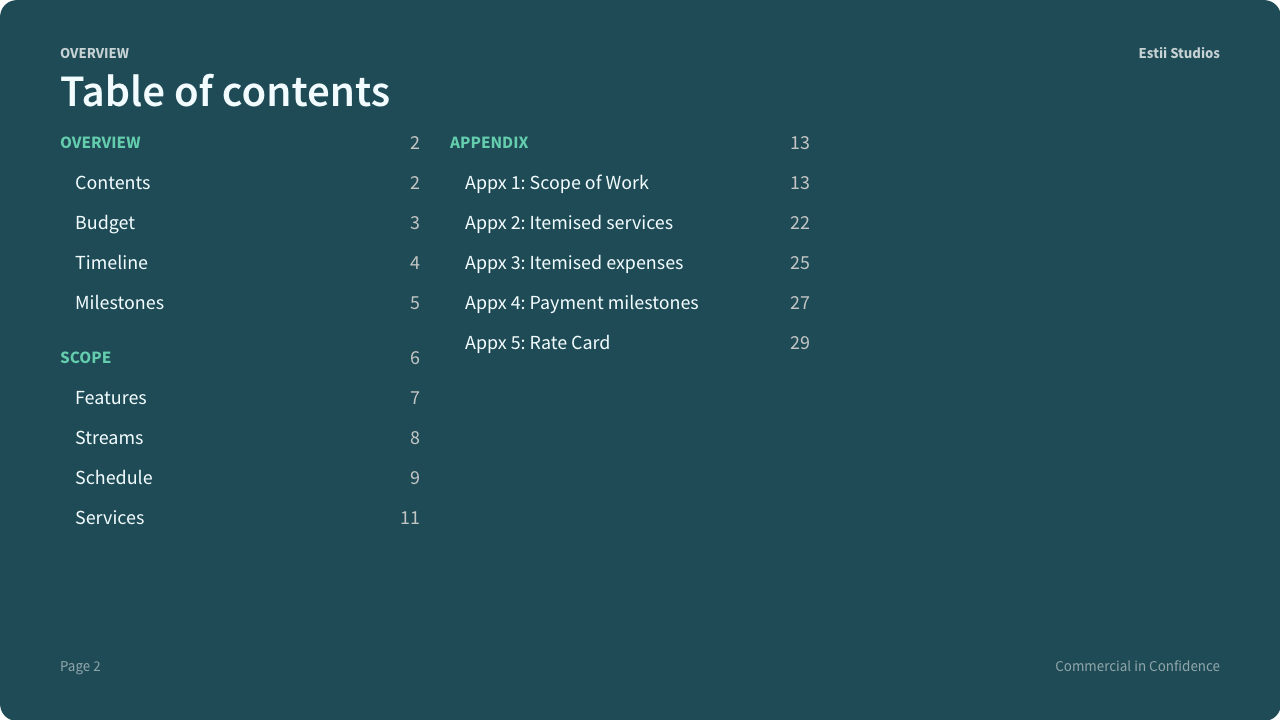 OVERVIEW
Estii Studios
Table of contents
OVERVIEW 2
Contents 2
Budget 3
Timeline 4
Milestones 5
SCOPE 6
Features 7
Streams 8
Schedule 9
Services 11
APPENDIX 13
Appx 1: Scope of Work 13
Appx 2: Itemised services 22
Appx 3: Itemised expenses 25
Appx 4: Payment milestones 27
Appx 5: Rate Card 29
Page 2
Commercial in Confidence